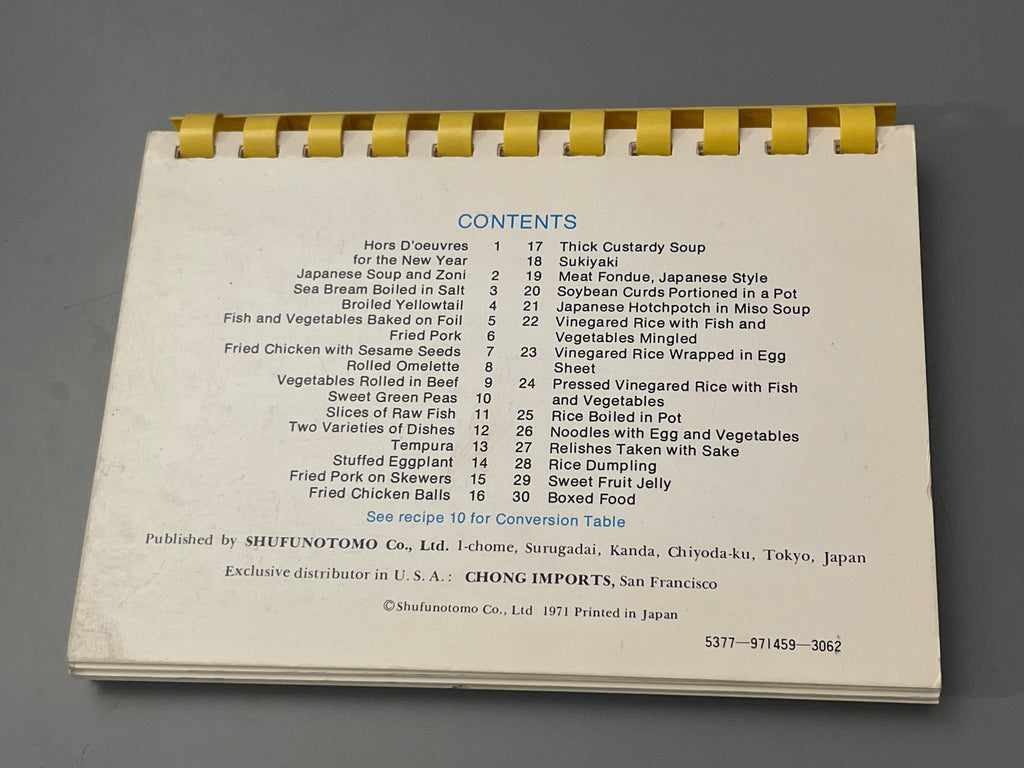 CONTENTS
Hors D'oeuvres 1
for the New Year
Japanese Soup and Zoni 2
Sea Bream Boiled in Salt 3
Broiled Yellowtail 4
Fish and Vegetables Baked on Foil 5
Fried Pork 6
Fried Chicken with Sesame Seeds 7
Rolled Omelette 8
Vegetables Rolled in Beef 9
Sweet Green Peas 10
Slices of Raw Fish 11
Two Varieties of Dishes 12
Tempura 13
Stuffed Eggplant 14
Fried Pork on Skewers 15
Fried Chicken Balls 16
17 Thick Custardy Soup
18 Sukiyaki
19 Meat Fondue, Japanese Style
20 Soybean Curds Portioned in a Pot
21 Japanese Hotchpotch in Miso Soup
22 Vinegared Rice with Fish and
Vegetables Mingled
23 Vinegared Rice Wrapped in Egg
Sheet
24 Pressed Vinegared Rice with Fish
and Vegetables
25 Rice Boiled in Pot
26 Noodles with Egg and Vegetables
27 Relishes Taken with Sake
28 Rice Dumpling
29 Sweet Fruit Jelly
30 Boxed Food
See recipe 10 for Conversion Table
Published by SHUFUNOTOMO Co., Ltd. 1-chome, Surugadai, Kanda, Chiyoda-ku, Tokyo, Japan
Exclusive distributor in U. S. A.: CHONG IMPORTS, San Francisco
©Shufunotomo Co., Ltd 1971 Printed in Japan
5377—971459—3062